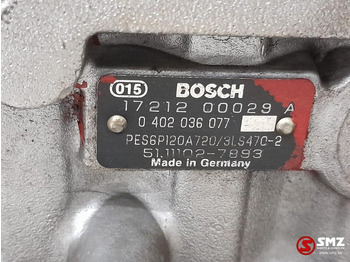 015 BOSCH
17212 00029 A
0 402 036 077
PES6P120A720/3LS470-2
51.11102-7893
Made in Germany
SMZ